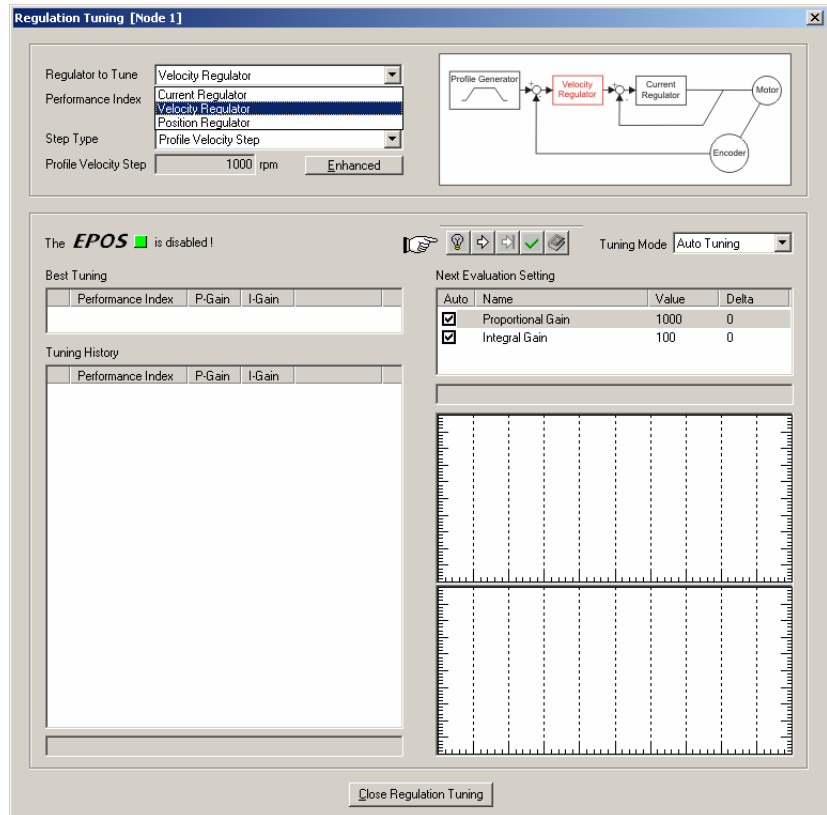 Regulation Tuning [Node 1]
Regulator to Tune Velocity Regulator
Performance Index Current Regulator
Velocity Regulator
Position Regulator
Step Type Profile Velocity Step
Profile Velocity Step 1000 rpm Enhanced
Profile Generator
+
-
Velocity
Regulator
+
-
Current
Regulator
Motor
Encoder
The EPOS is disabled !
Tuning Mode Auto Tuning
Best Tuning
Performance Index P-Gain I-Gain
Tuning History
Performance Index P-Gain I-Gain
Next Evaluation Setting
Auto Name Value Delta
Proportional Gain 1000 0
Integral Gain 100 0
Close Regulation Tuning